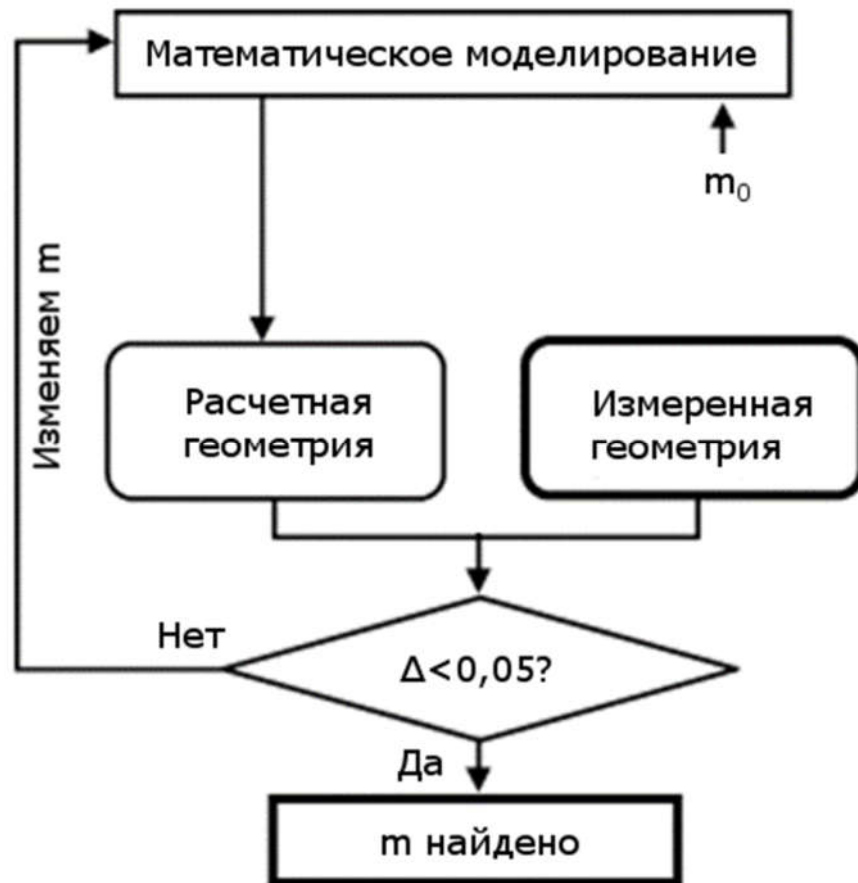 Математическое моделирование
m₀
Изменяем m
Расчетная
геометрия
Измеренная
геометрия
Нет
Δ<0,05?
Да
m найдено